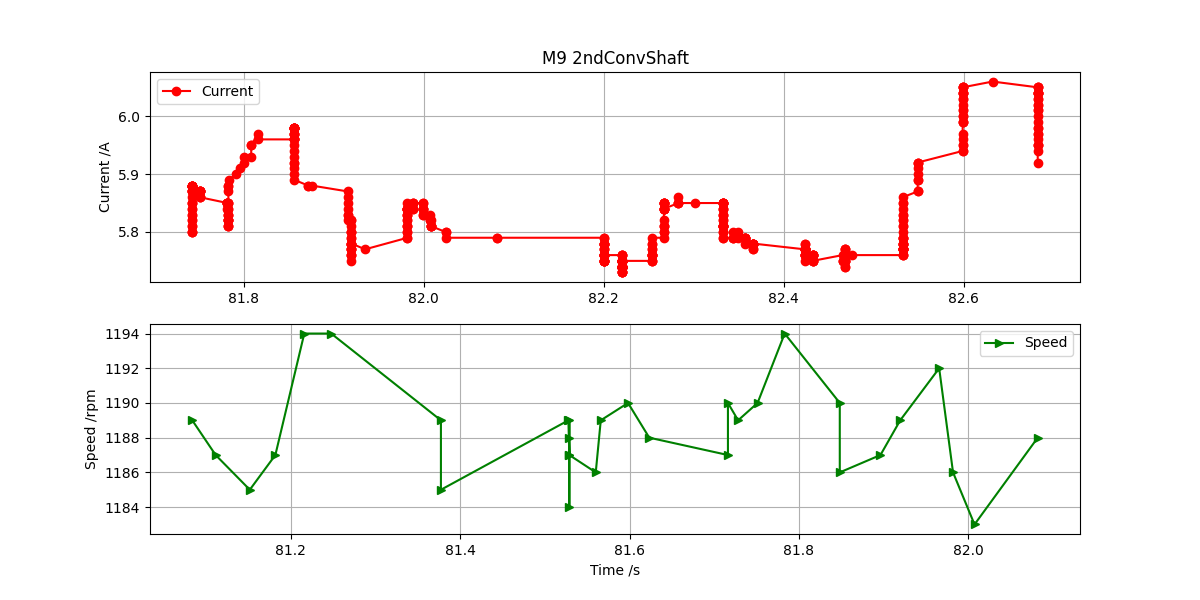 M9 2ndConvShaft
Current
Current /A
6.0
5.9
5.8
81.8 82.0 82.2 82.4 82.6
Speed
Speed /rpm
1194
1192
1190
1188
1186
1184
81.2 81.4 81.6 81.8 82.0
Time /s